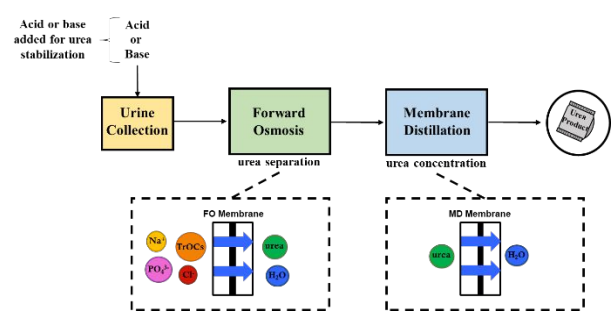 Acid or base
added for urea
stabilization
Acid
or
Base
Urine
Collection
Forward
Osmosis
urea separation
Membrane
Distillation
urea concentration
Urea
Product
FO Membrane
Na⁺
TrOCs
PO₄³⁻
Cl⁻
urea
H₂O
MD Membrane
urea
H₂O